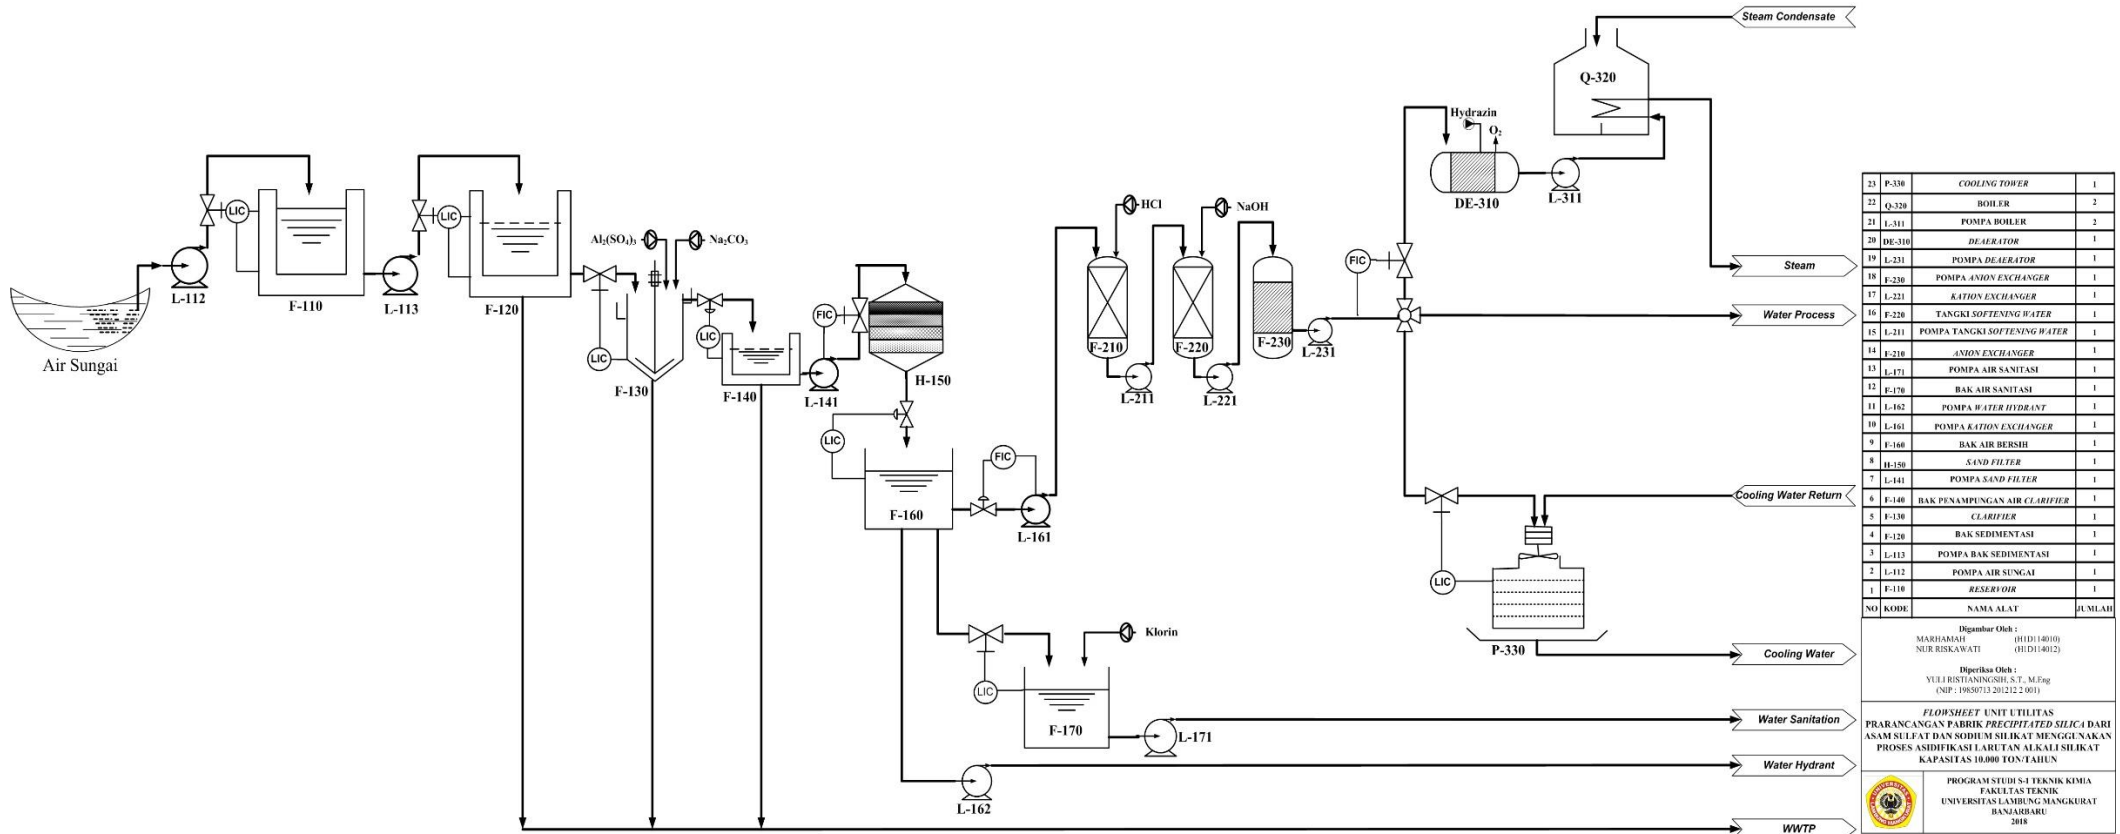 Steam Condensate
Q-320
Hydrazin
O₂
DE-310
L-311
LIC
LIC
L-112
F-110
L-113
F-120
Air Sungai
Al₂(SO₄)₃
Na₂CO₃
LIC
F-130
LIC
F-140
FIC
L-141
H-150
LIC
F-160
FIC
L-161
HCl
NaOH
F-210
F-220
F-230
L-211
L-221
L-231
FIC
Steam
Water Process
Cooling Water Return
LIC
P-330
Cooling Water
Klorin
LIC
F-170
L-171
Water Sanitation
L-162
Water Hydrant
WWTP
23 P-330 COOLING TOWER 1
22 Q-320 BOILER 2
21 L-311 POMPA BOILER 2
20 DE-310 DEAERATOR 1
19 L-231 POMPA DEAERATOR 1
18 F-230 POMPA ANION EXCHANGER 1
17 L-221 KATION EXCHANGER 1
16 F-220 TANGKI SOFTENING WATER 1
15 L-211 POMPA TANGKI SOFTENING WATER 1
14 F-210 ANION EXCHANGER 1
13 L-171 POMPA AIR SANITASI 1
12 F-170 BAK AIR SANITASI 1
11 L-162 POMPA WATER HYDRANT 1
10 L-161 POMPA KATION EXCHANGER 1
9 F-160 BAK AIR BERSIH 1
8 H-150 SAND FILTER 1
7 L-141 POMPA SAND FILTER 1
6 F-140 BAK PENAMPUNGAN AIR CLARIFIER 1
5 F-130 CLARIFIER 1
4 F-120 BAK SEDIMENTASI 1
3 L-113 POMPA BAK SEDIMENTASI 1
2 L-112 POMPA AIR SUNGAI 1
1 F-110 RESERVOIR 1
NO KODE NAMA ALAT JUMLAH
Digambar Oleh :
MARHAMAH (H1D114010)
NUR RISKAWATI (H1D114012)
Diperiksa Oleh :
YULI RISTIANINGSIH, S.T., M.Eng
(NIP : 19850713 201212 2 001)
FLOWSHEET UNIT UTILITAS
PRARANCANGAN PABRIK PRECIPITATED SILICA DARI
ASAM SULFAT DAN SODIUM SILIKAT MENGGUNAKAN
PROSES ASIDIFIKASI LARUTAN ALKALI SILIKAT
KAPASITAS 10.000 TON/TAHUN
PROGRAM STUDI S-1 TEKNIK KIMIA
FAKULTAS TEKNIK
UNIVERSITAS LAMBUNG MANGKURAT
BANJARBARU
2018